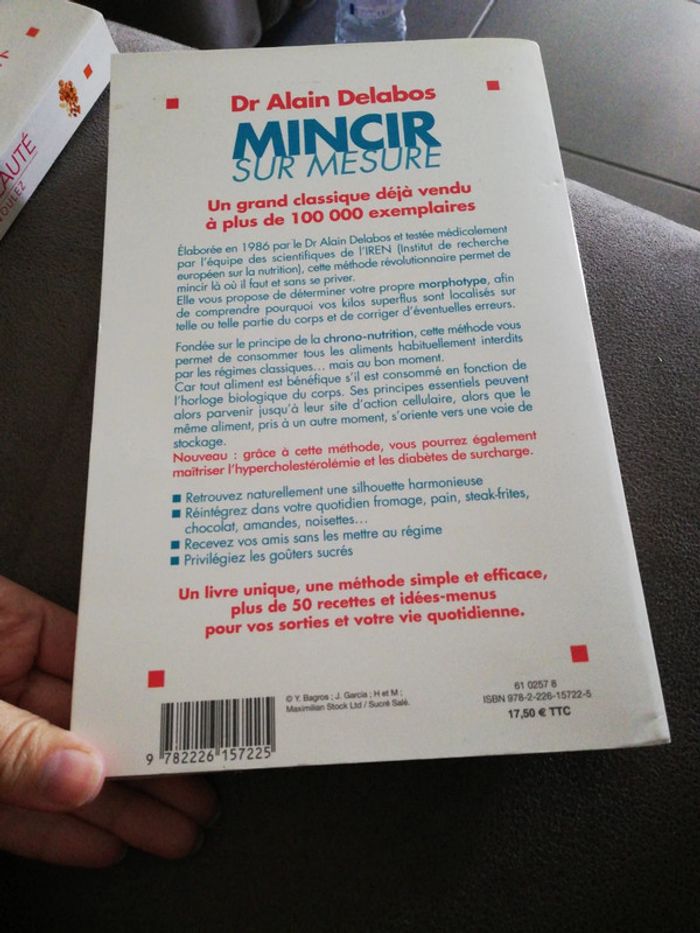 Dr Alain Delabos
MINCIR
SUR MESURE
Un grand classique déjà vendu
à plus de 100 000 exemplaires
Élaborée en 1986 par le Dr Alain Delabos et testée médicalement
par l'équipe des scientifiques de l'IREN (Institut de recherche
européen sur la nutrition), cette méthode révolutionnaire permet de
mincir là où il faut et sans se priver.
Elle vous propose de déterminer votre propre morphotype, afin
de comprendre pourquoi vos kilos superflus sont localisés sur
telle ou telle partie du corps et de corriger d'éventuelles erreurs.
Fondée sur le principe de la chrono-nutrition, cette méthode vous
permet de consommer tous les aliments habituellement interdits
par les régimes classiques... mais au bon moment.
Car tout aliment est bénéfique s'il est consommé en fonction de
l'horloge biologique du corps. Ses principes essentiels peuvent
alors parvenir jusqu'à leur site d'action cellulaire, alors que le
même aliment, pris à un autre moment, s'oriente vers une voie de
stockage.
Nouveau : grâce à cette méthode, vous pourrez également
maîtriser l'hypercholestérolémie et les diabètes de surcharge.
■ Retrouvez naturellement une silhouette harmonieuse
■ Réintégrez dans votre quotidien fromage, pain, steak-frites,
chocolat, amandes, noisettes...
■ Recevez vos amis sans les mettre au régime
■ Privilégiez les goûters sucrés
Un livre unique, une méthode simple et efficace,
plus de 50 recettes et idées-menus
pour vos sorties et votre vie quotidienne.
© Y. Bagros ; J. Garcia ; H et M ;
Maximilian Stock Ltd / Sucré Salé.
61 0257 8
ISBN 978-2-226-15722-5
17,50 € TTC
9 782226 157225